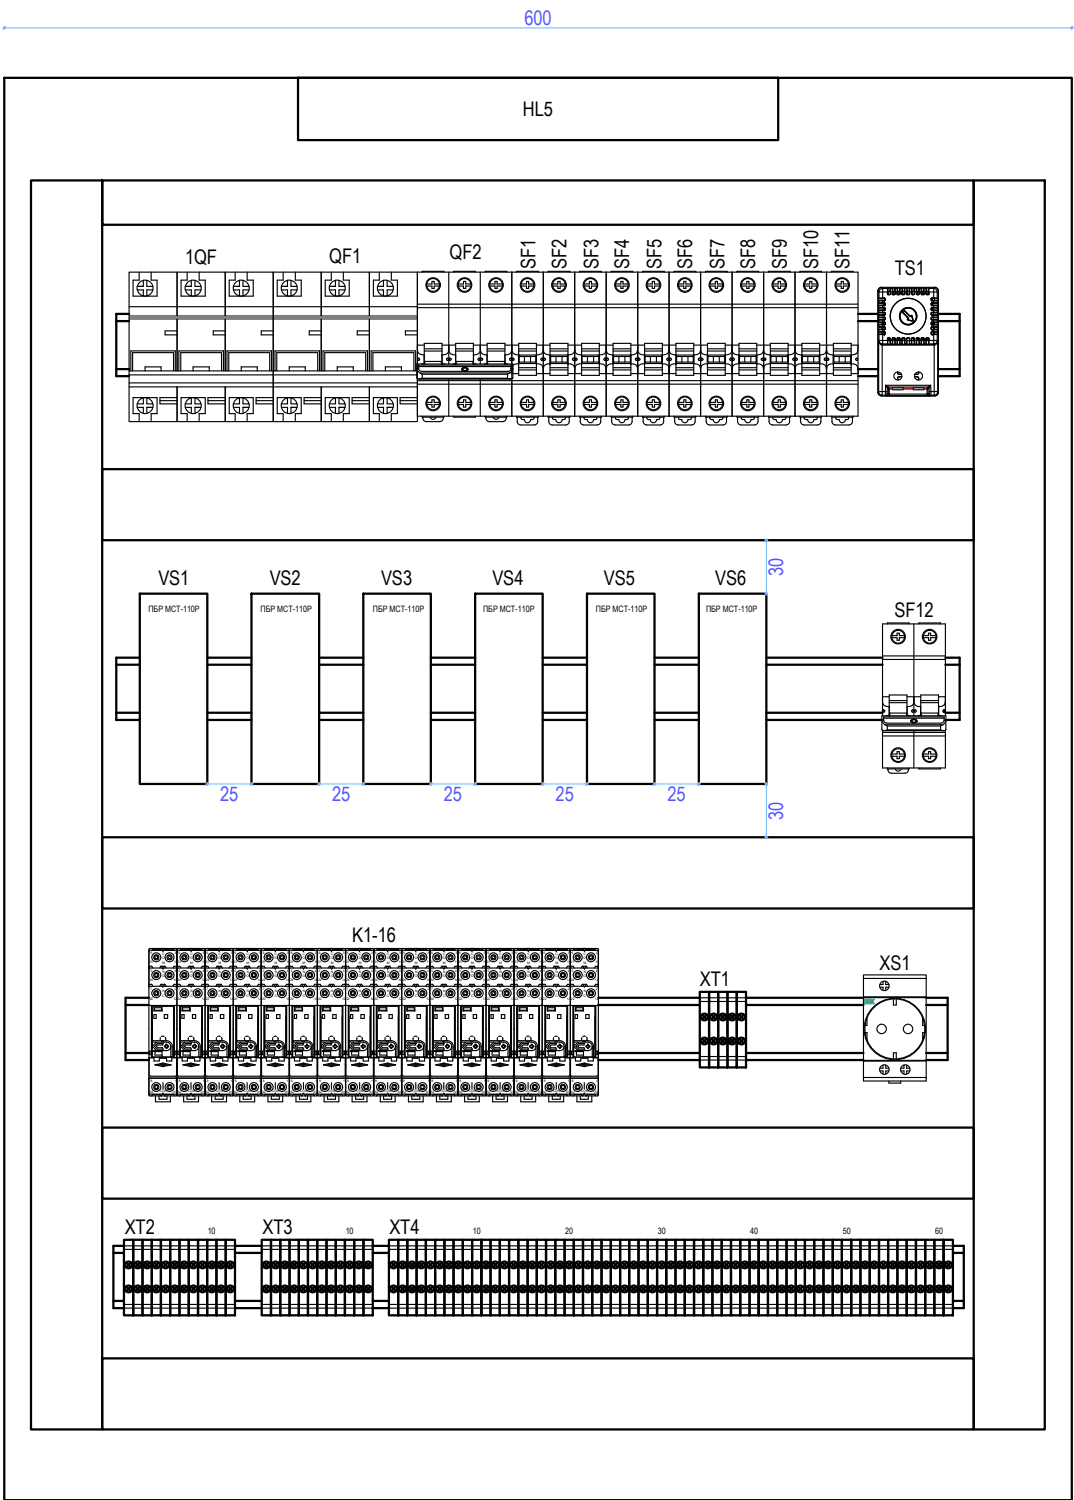 600
HL5
1QF
QF1
QF2
SF1
SF2
SF3
SF4
SF5
SF6
SF7
SF8
SF9
SF10
SF11
TS1
30
VS1
VS2
VS3
VS4
VS5
VS6
ПБР МСТ-110Р
ПБР МСТ-110Р
ПБР МСТ-110Р
ПБР МСТ-110Р
ПБР МСТ-110Р
ПБР МСТ-110Р
SF12
25
25
25
25
25
30
K1-16
XT1
XS1
XT2
10
XT3
10
XT4
10
20
30
40
50
60